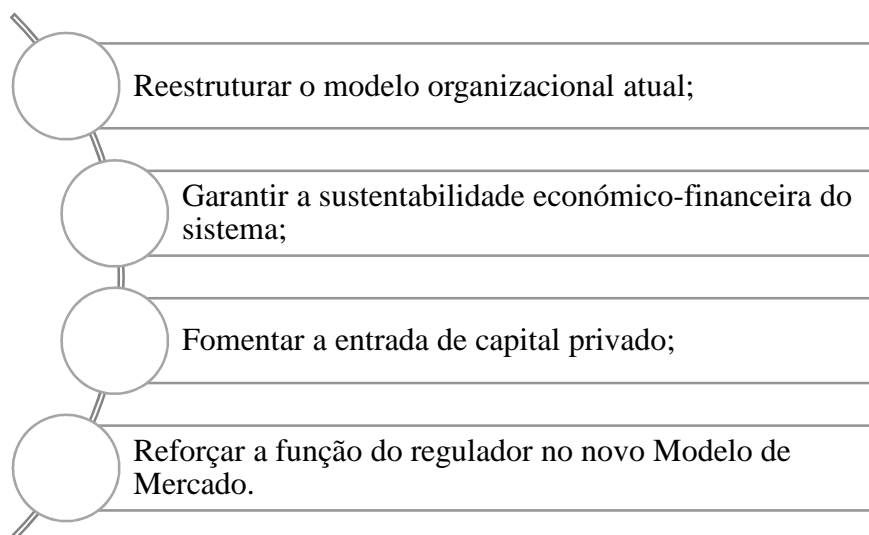 Reestruturar o modelo organizacional atual;
Garantir a sustentabilidade económico-financeira do
sistema;
Fomentar a entrada de capital privado;
Reforçar a função do regulador no novo Modelo de
Mercado.